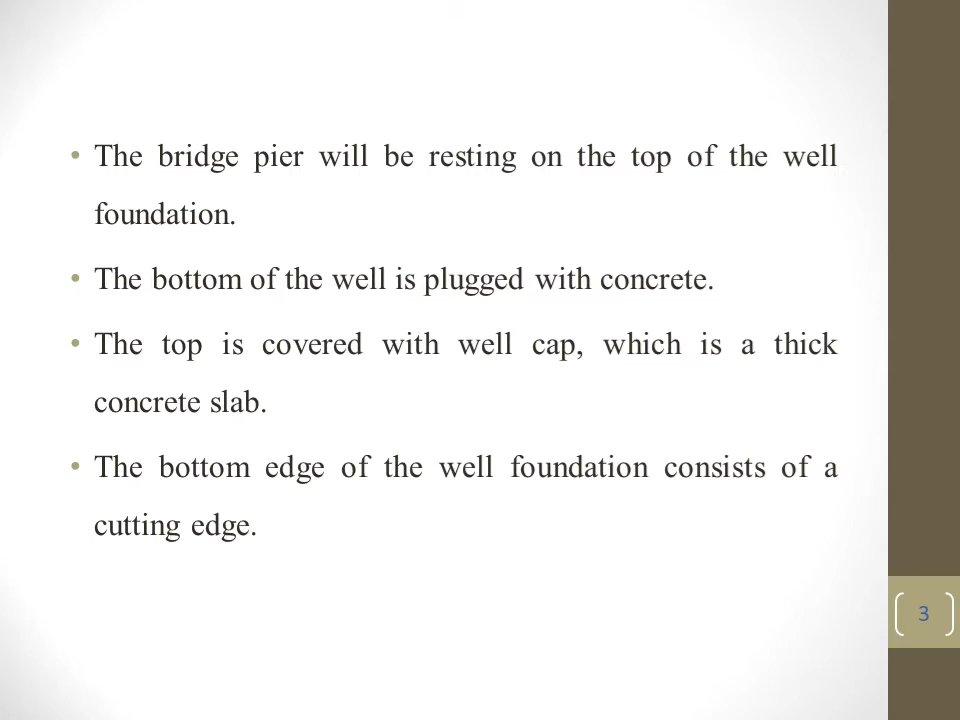 • The bridge pier will be resting on the top of the well
foundation.
• The bottom of the well is plugged with concrete.
• The top is covered with well cap, which is a thick
concrete slab.
• The bottom edge of the well foundation consists of a
cutting edge.
3